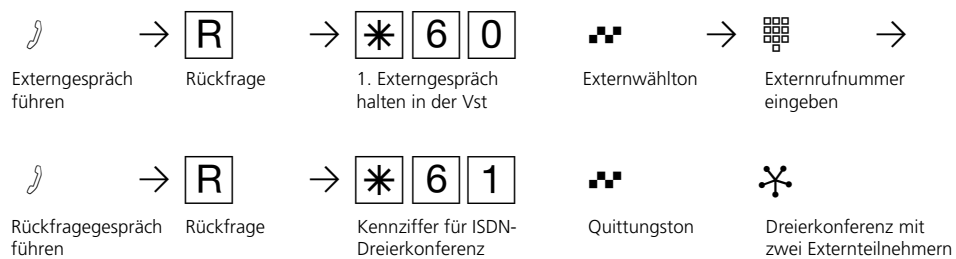 R * 6 0
Externgespräch Rückfrage 1. Externgespräch Externwählton Externrufnummer
führen halten in der Vst eingeben
R * 6 1
Rückfragegespräch Rückfrage Kennziffer für ISDN- Quittungston Dreierkonferenz mit
führen Dreierkonferenz zwei Externteilnehmern